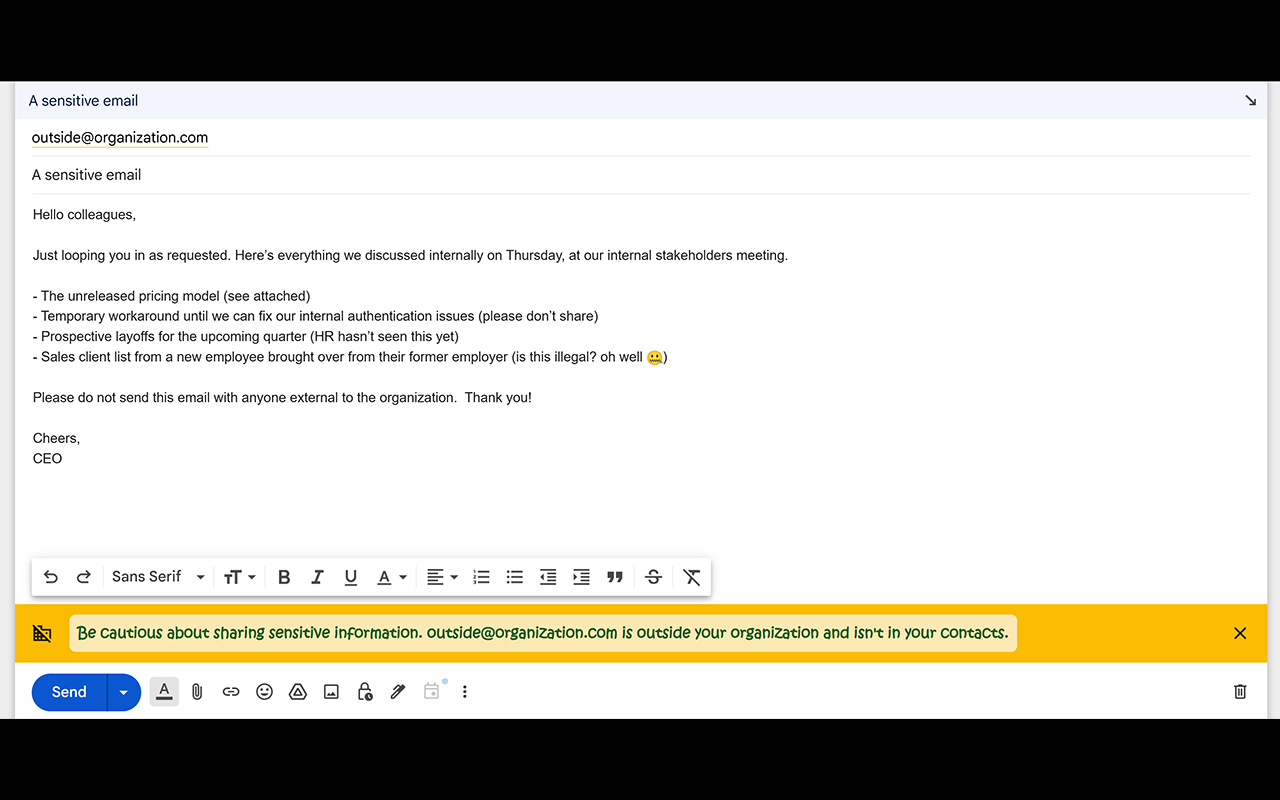 A sensitive email
outside@organization.com
A sensitive email
Hello colleagues,
Just looping you in as requested. Here’s everything we discussed internally on Thursday, at our internal stakeholders meeting.
- The unreleased pricing model (see attached)
- Temporary workaround until we can fix our internal authentication issues (please don’t share)
- Prospective layoffs for the upcoming quarter (HR hasn’t seen this yet)
- Sales client list from a new employee brought over from their former employer (is this illegal? oh well 🤐)
Please do not send this email with anyone external to the organization.  Thank you!
Cheers,
CEO
Sans Serif
Be cautious about sharing sensitive information. outside@organization.com is outside your organization and isn't in your contacts.
Send